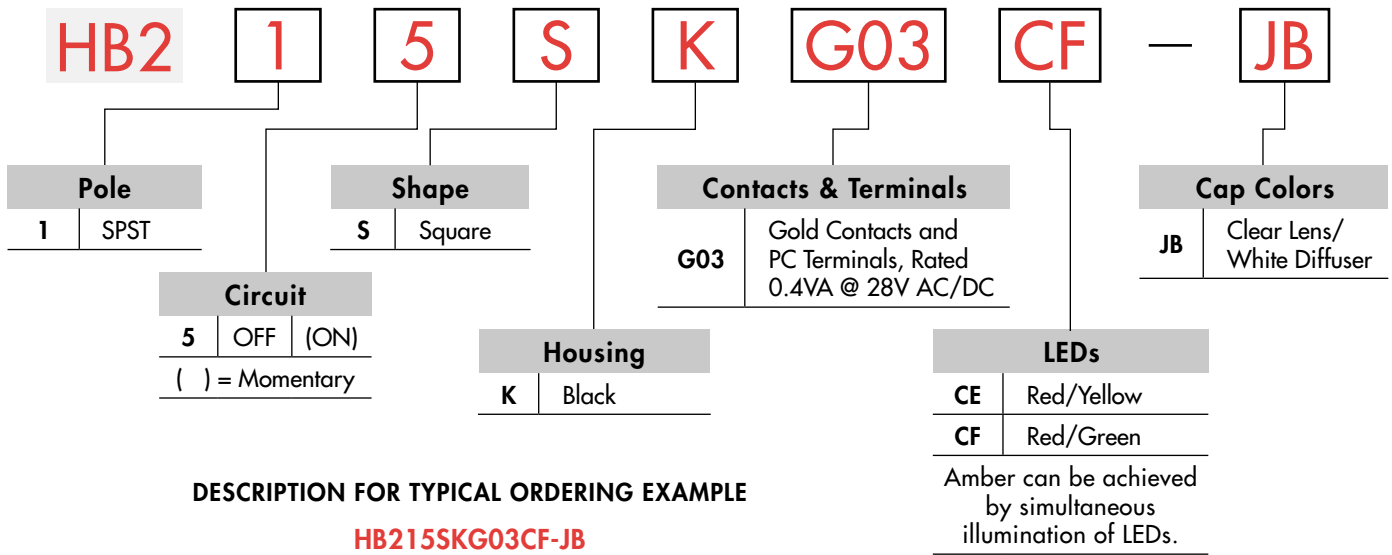 HB2 1 5 S K G03 CF — JB
Pole
1 SPST
Circuit
5 OFF (ON)
( ) = Momentary
Shape
S Square
Housing
K Black
Contacts & Terminals
G03 Gold Contacts and
PC Terminals, Rated
0.4VA @ 28V AC/DC
LEDs
CE Red/Yellow
CF Red/Green
Amber can be achieved
by simultaneous
illumination of LEDs.
Cap Colors
JB Clear Lens/
White Diffuser
DESCRIPTION FOR TYPICAL ORDERING EXAMPLE
HB215SKG03CF-JB